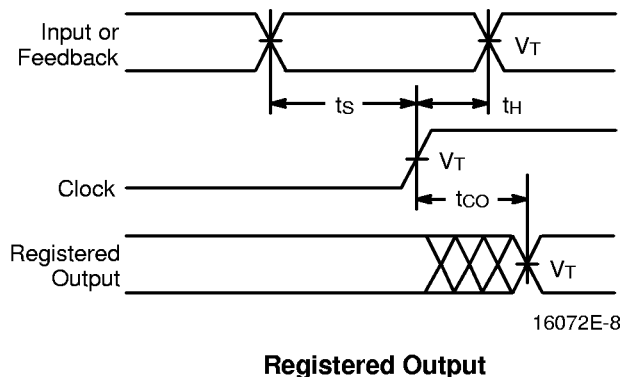 Input or
Feedback
VT
tS
tH
VT
Clock
tCO
Registered
Output
VT
16072E-8
Registered Output